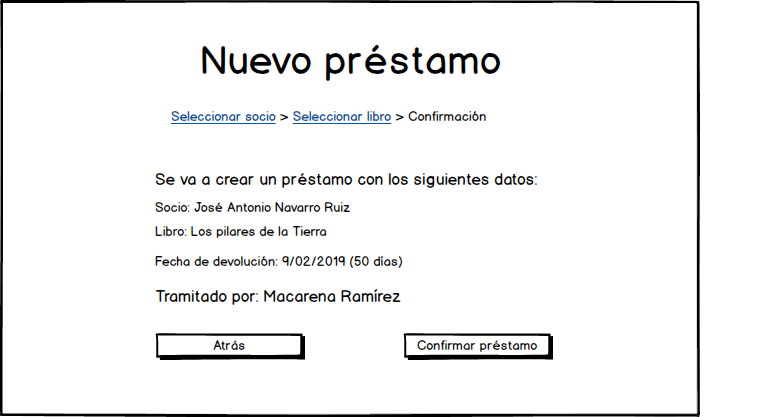 Nuevo préstamo
Seleccionar socio > Seleccionar libro > Confirmación
Se va a crear un préstamo con los siguientes datos:
Socio: José Antonio Navarro Ruiz
Libro: Los pilares de la Tierra
Fecha de devolución: 9/02/2019 (50 días)
Tramitado por: Macarena Ramírez
Atrás
Confirmar préstamo